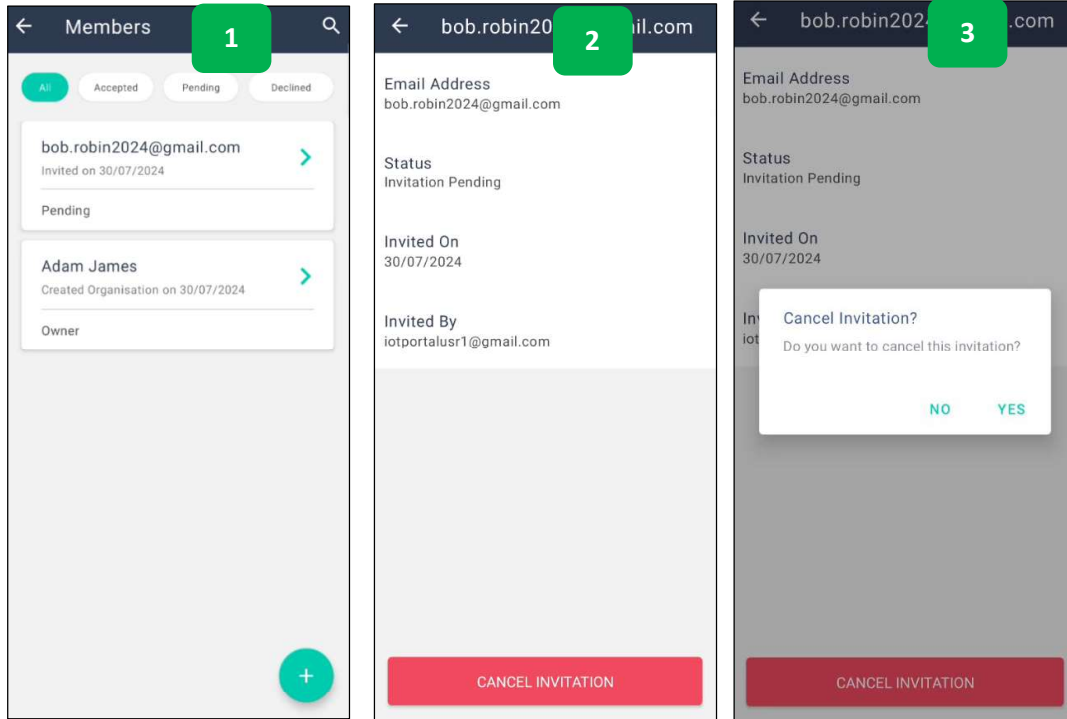 Members
1
All
Accepted
Pending
Declined
bob.robin2024@gmail.com
Invited on 30/07/2024
Pending
Adam James
Created Organisation on 30/07/2024
Owner
+
bob.robin20 il.com
2
Email Address
bob.robin2024@gmail.com
Status
Invitation Pending
Invited On
30/07/2024
Invited By
iotportalusr1@gmail.com
CANCEL INVITATION
bob.robin202 .com
3
Email Address
bob.robin2024@gmail.com
Status
Invitation Pending
Invited On
30/07/2024
In
iot
Cancel Invitation?
Do you want to cancel this invitation?
NO YES
CANCEL INVITATION